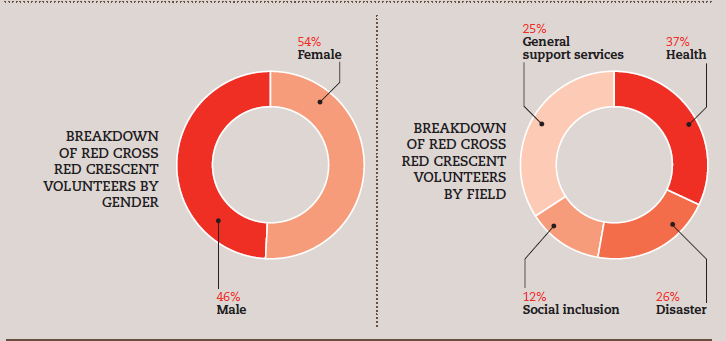 BREAKDOWN
OF RED CROSS
RED CRESCENT
VOLUNTEERS BY
GENDER
54%
Female
46%
Male
BREAKDOWN
OF RED CROSS
RED CRESCENT
VOLUNTEERS
BY FIELD
25%
General
support services
37%
Health
12%
Social inclusion
26%
Disaster